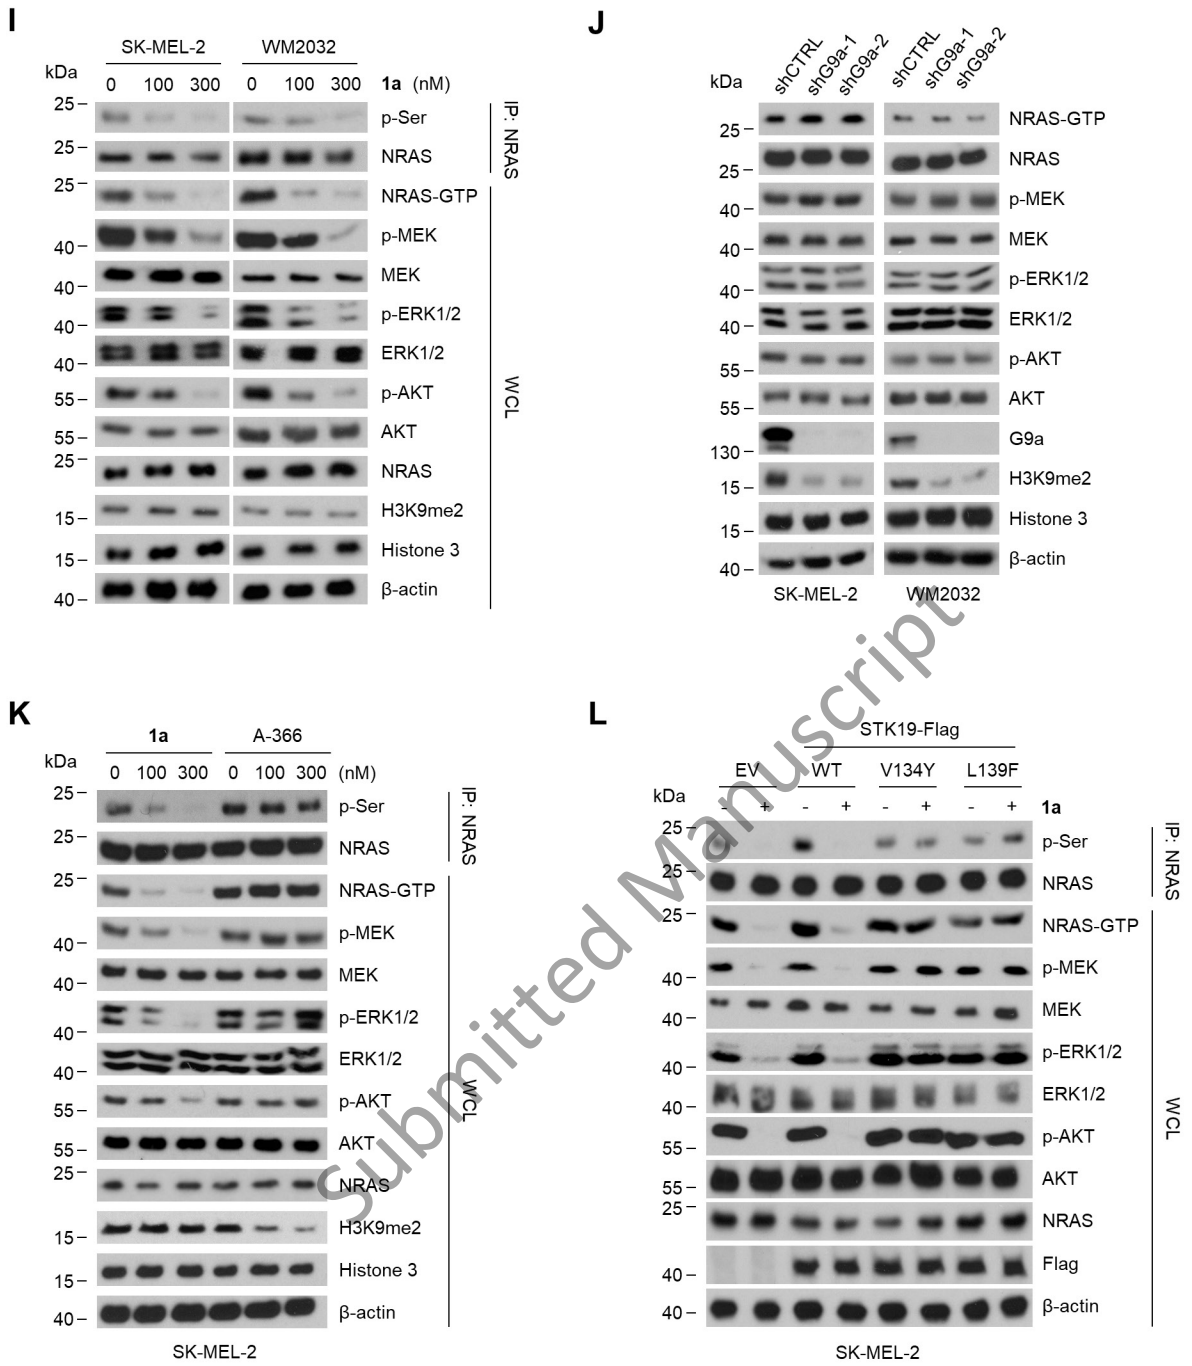 I
SK-MEL-2 WM2032
kDa 0 100 300 0 100 300 1a (nM)
25 p-Ser
25 NRAS
25 NRAS-GTP
40 p-MEK
40 MEK
40 p-ERK1/2
40 ERK1/2
55 p-AKT
55 AKT
25 NRAS
15 H3K9me2
15 Histone 3
40 β-actin
IP: NRAS
WCL
J
shCTRL shG9a-1 shG9a-2 shCTRL shG9a-1 shG9a-2
kDa
25 NRAS-GTP
25 NRAS
40 p-MEK
40 MEK
40 p-ERK1/2
40 ERK1/2
55 p-AKT
55 AKT
130 G9a
15 H3K9me2
15 Histone 3
40 β-actin
SK-MEL-2 WM2032
K
1a A-366
kDa 0 100 300 0 100 300 (nM)
25 p-Ser
25 NRAS
25 NRAS-GTP
40 p-MEK
40 MEK
40 p-ERK1/2
40 ERK1/2
55 p-AKT
55 AKT
25 NRAS
15 H3K9me2
15 Histone 3
40 β-actin
IP: NRAS
WCL
SK-MEL-2
L
STK19-Flag
EV WT V134Y L139F
kDa - + - + - + - + 1a
25 p-Ser
25 NRAS
25 NRAS-GTP
40 p-MEK
40 MEK
40 p-ERK1/2
40 ERK1/2
55 p-AKT
55 AKT
25 NRAS
40 Flag
40 β-actin
IP: NRAS
WCL
SK-MEL-2
Submitted Manuscript